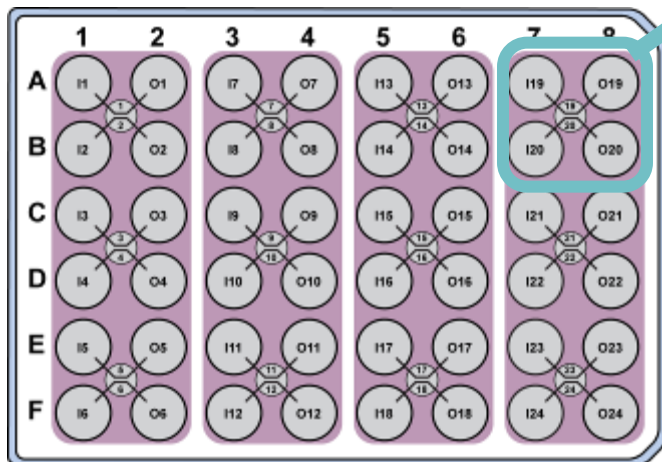 1 2 3 4 5 6 7 8
A I1 O1 I7 O7 I13 O13 I19 O19
1 7 13 19
2 8 14 20
B I2 O2 I8 O8 I14 O14 I20 O20
C I3 O3 I9 O9 I15 O15 I21 O21
3 9 15 21
4 10 16 22
D I4 O4 I10 O10 I16 O16 I22 O22
E I5 O5 I11 O11 I17 O17 I23 O23
5 11 17 23
6 12 18 24
F I6 O6 I12 O12 I18 O18 I24 O24